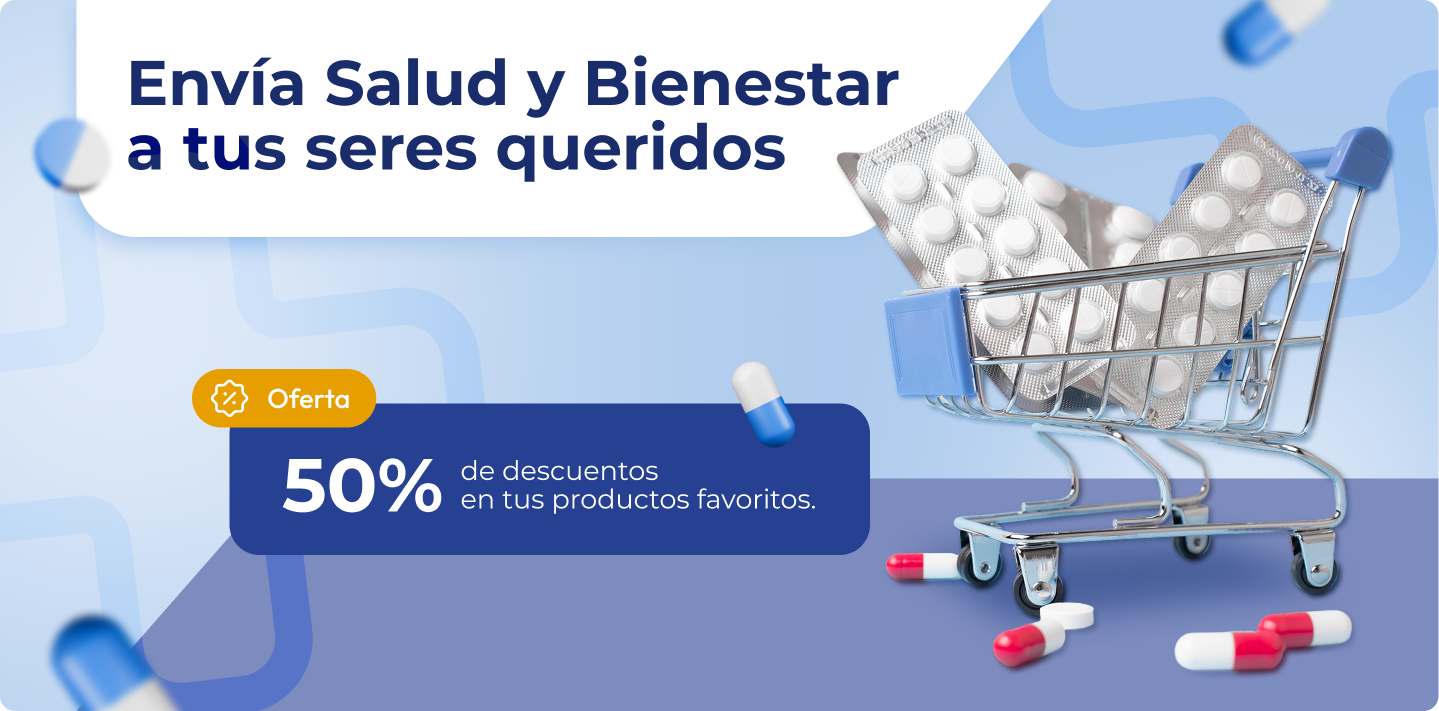 Envía Salud y Bienestar
a tus seres queridos
Oferta
50%
de descuentos
en tus productos favoritos.